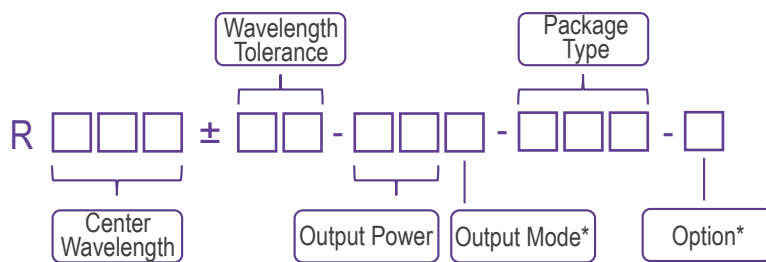 Wavelength
Tolerance
Package
Type
R □□□ ± □□ - □□□ - □□□ - □
Center
Wavelength
Output Power
Output Mode*
Option*